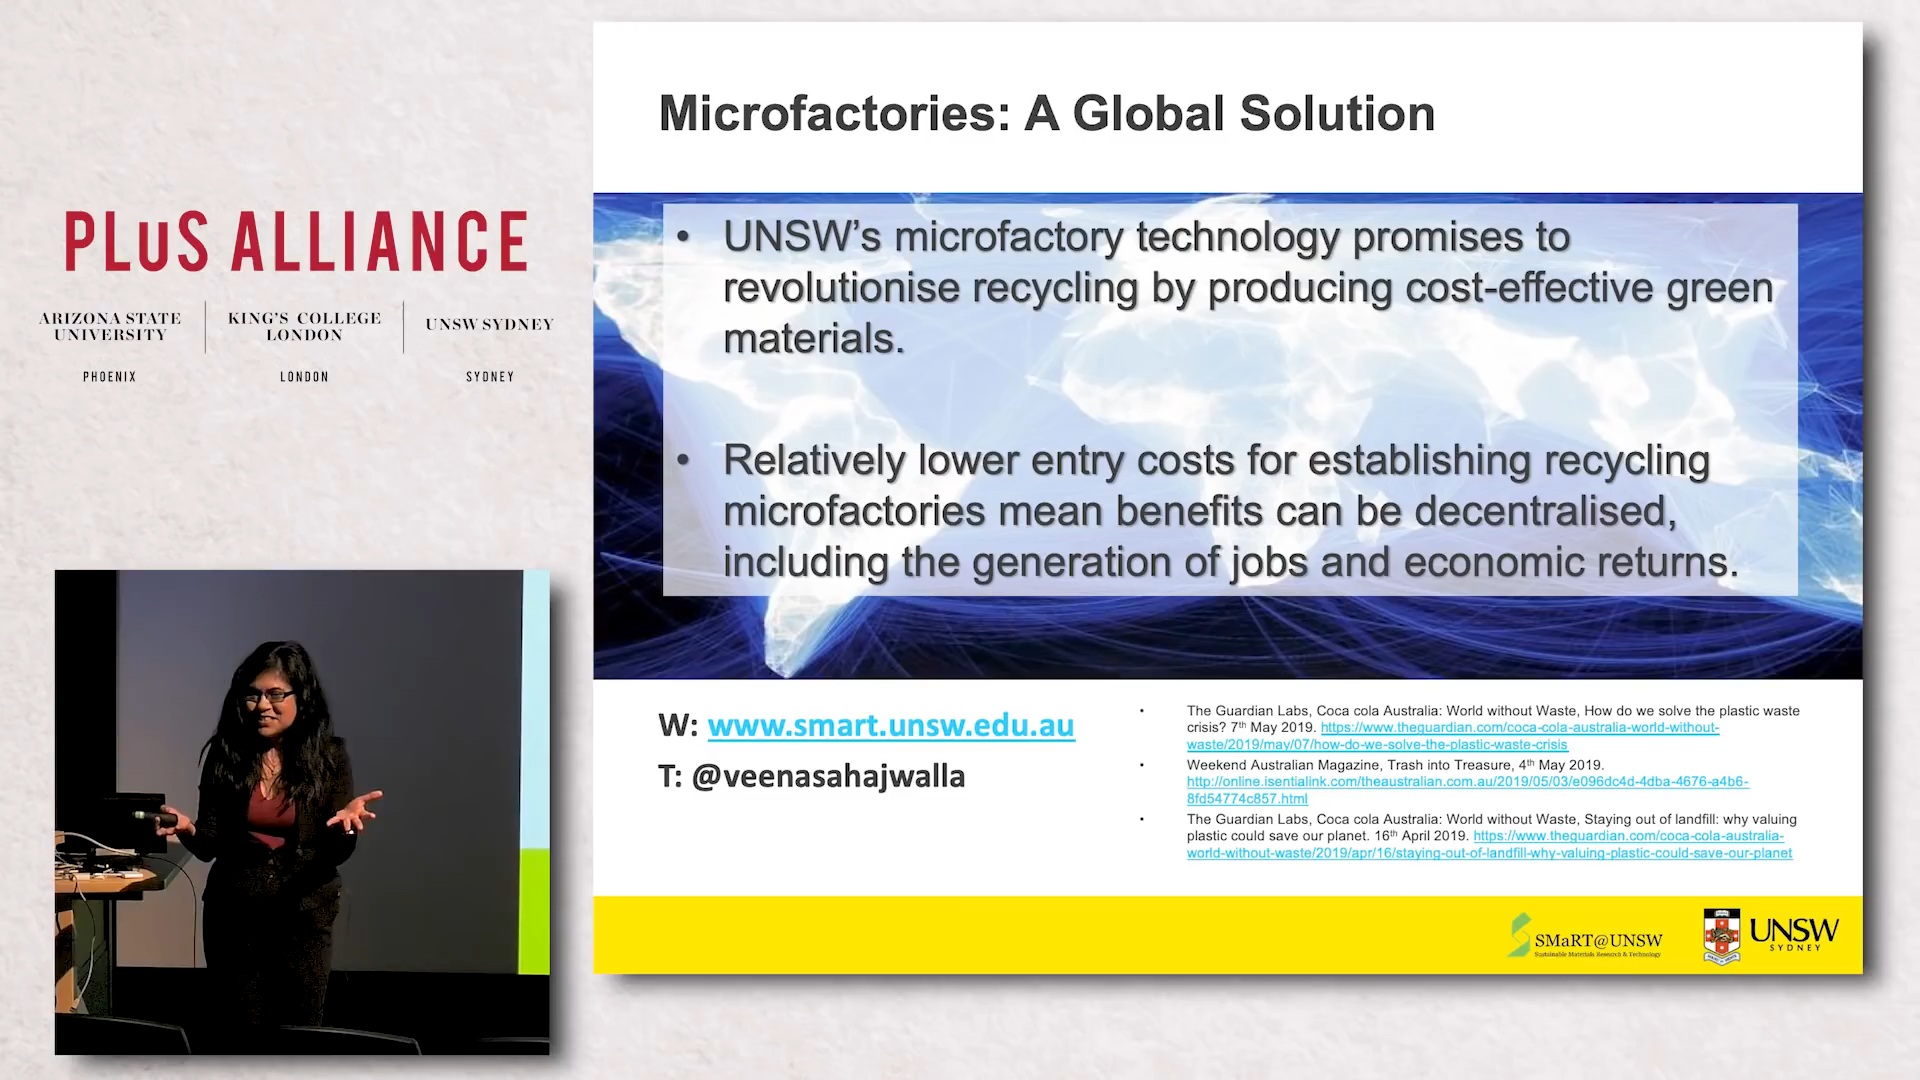 PLuS ALLIANCE
ARIZONA STATE
UNIVERSITY
PHOENIX
KING'S COLLEGE
LONDON
LONDON
UNSW SYDNEY
SYDNEY
Microfactories: A Global Solution
• UNSW’s microfactory technology promises to
revolutionise recycling by producing cost-effective green
materials.
• Relatively lower entry costs for establishing recycling
microfactories mean benefits can be decentralised,
including the generation of jobs and economic returns.
W: www.smart.unsw.edu.au
T: @veenasahajwalla
• The Guardian Labs, Coca cola Australia: World without Waste, How do we solve the plastic waste
crisis? 7th May 2019. https://www.theguardian.com/coca-cola-australia-world-without-
waste/2019/may/07/how-do-we-solve-the-plastic-waste-crisis
• Weekend Australian Magazine, Trash into Treasure, 4th May 2019.
http://online.isentialink.com/theaustralian.com.au/2019/05/03/e096dc4d-4dba-4676-a4b6-
8fd54774c857.html
• The Guardian Labs, Coca cola Australia: World without Waste, Staying out of landfill: why valuing
plastic could save our planet. 16th April 2019. https://www.theguardian.com/coca-cola-australia-
world-without-waste/2019/apr/16/staying-out-of-landfill-why-valuing-plastic-could-save-our-planet
SMaRT@UNSW
Sustainable Materials Research & Technology
UNSW
SYDNEY